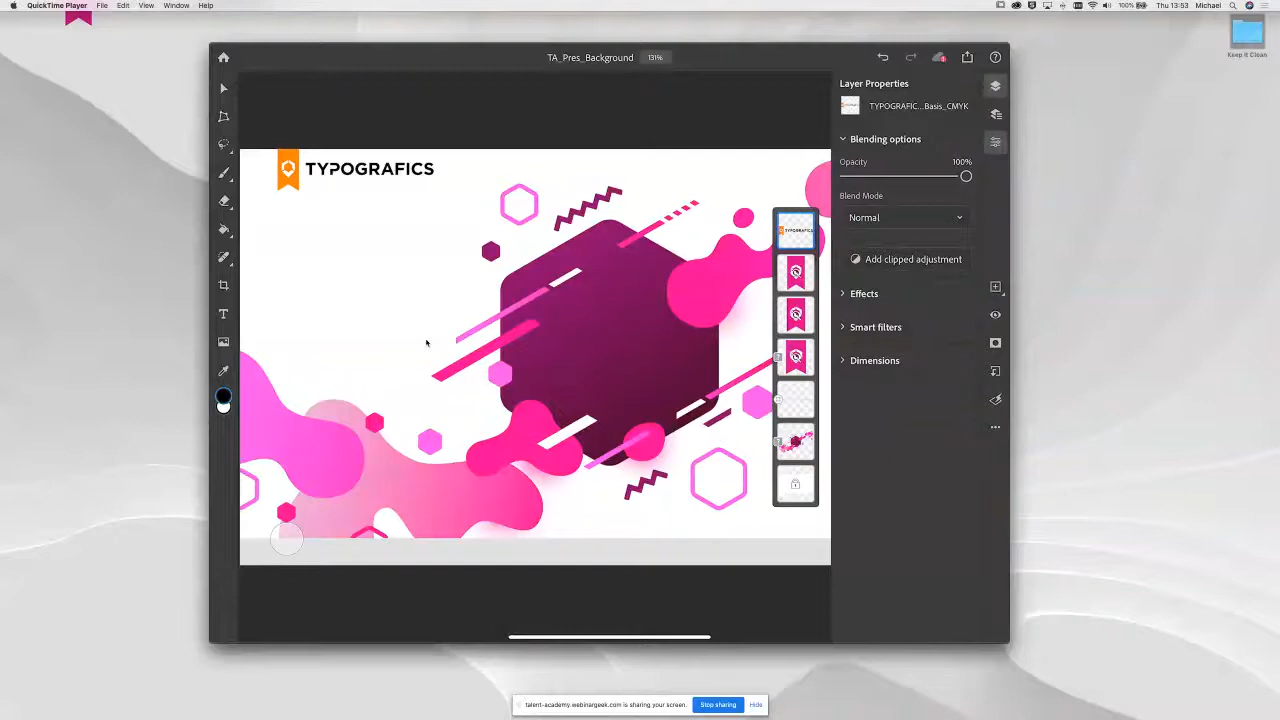 QuickTime Player File Edit View Window Help
100% Thu 13:53 Michael
Keep it Clean
TA_Pres_Background 131%
Layer Properties
TYPOGRAFIC...Basis_CMYK
Blending options
Opacity 100%
Blend Mode
Normal
Add clipped adjustment
Effects
Smart filters
Dimensions
TYPOGRAFICS
TYPOGRAFICS
talent-academy.webinargeek.com is sharing your screen. Stop sharing Hide